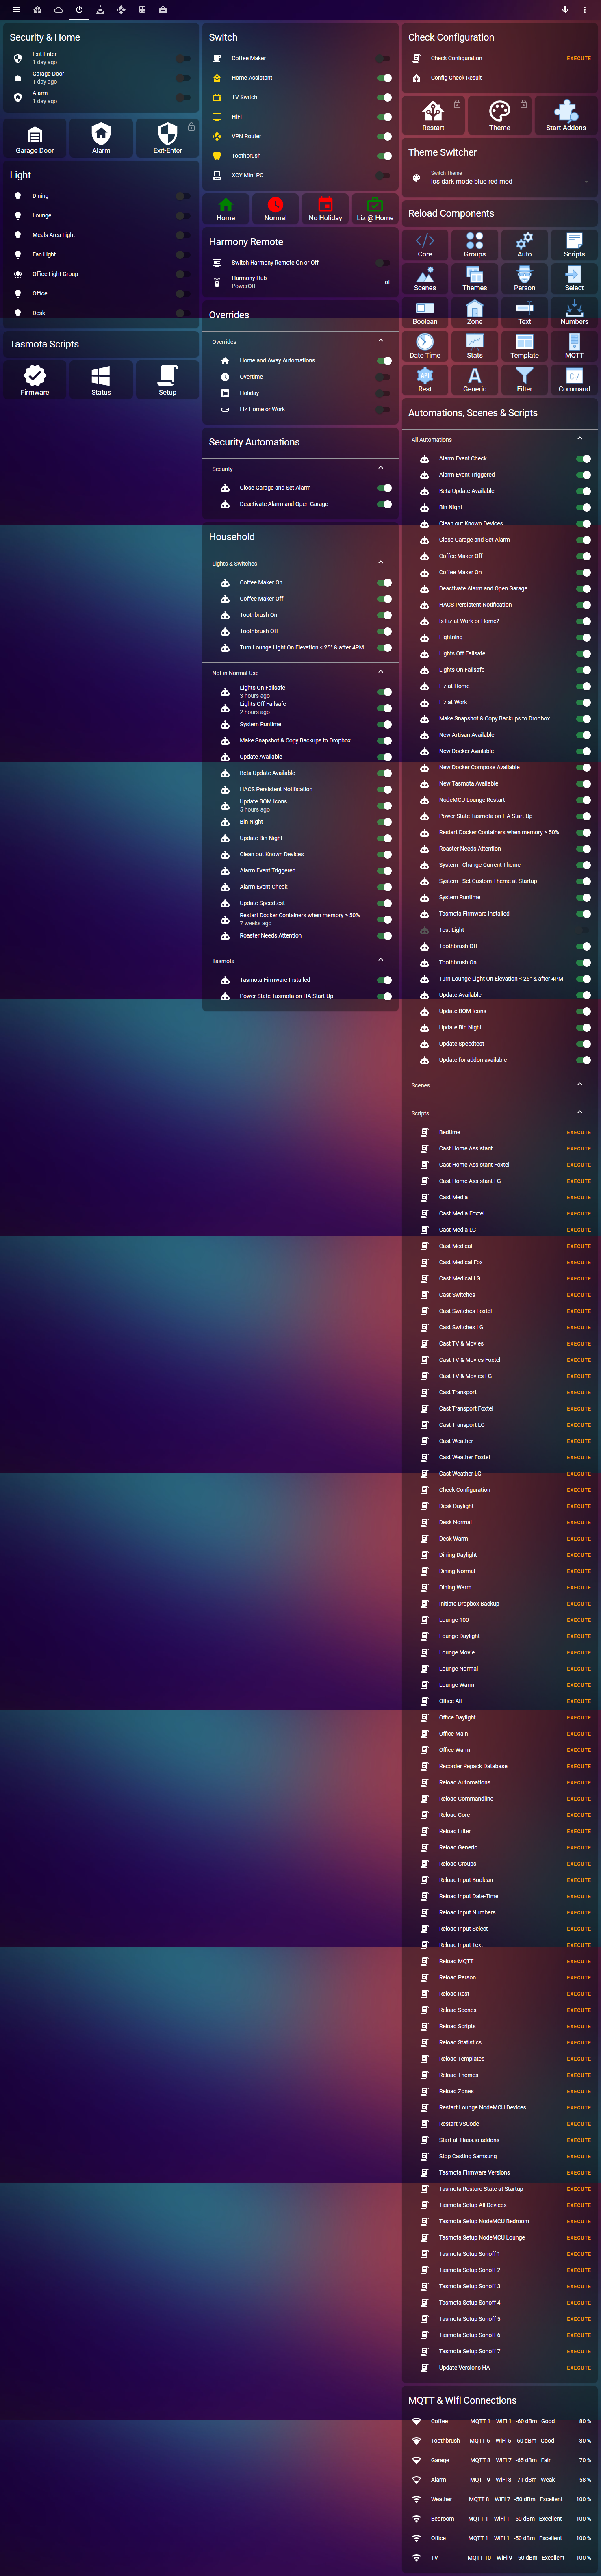 Security & Home
Exit-Enter
1 day ago
Garage Door
1 day ago
Alarm
1 day ago
Garage Door
Alarm
Exit-Enter
Light
Dining
Lounge
Meals Area Light
Fan Light
Office Light Group
Office
Desk
Tasmota Scripts
Firmware
Status
Setup
Switch
Coffee Maker
Home Assistant
TV Switch
HiFi
VPN Router
Toothbrush
XCY Mini PC
Home
Normal
No Holiday
Liz @ Home
Harmony Remote
Switch Harmony Remote On or Off
Harmony Hub
PowerOff
off
Overrides
Overrides
Home and Away Automations
Overtime
Holiday
Liz Home or Work
Security Automations
Security
Close Garage and Set Alarm
Deactivate Alarm and Open Garage
Household
Lights & Switches
Coffee Maker On
Coffee Maker Off
Toothbrush On
Toothbrush Off
Turn Lounge Light On Elevation < 25° & after 4PM
Not in Normal Use
Lights On Failsafe
3 hours ago
Lights Off Failsafe
2 hours ago
System Runtime
Make Snapshot & Copy Backups to Dropbox
Update Available
Beta Update Available
HACS Persistent Notification
Update BOM Icons
5 hours ago
Bin Night
Update Bin Night
Clean out Known Devices
Alarm Event Triggered
Alarm Event Check
Update Speedtest
Restart Docker Containers when memory > 50%
7 weeks ago
Roaster Needs Attention
Tasmota
Tasmota Firmware Installed
Power State Tasmota on HA Start-Up
Check Configuration
Check Configuration
EXECUTE
Config Check Result
-
Restart
Theme
Start Addons
Theme Switcher
Switch Theme
ios-dark-mode-blue-red-mod
Reload Components
Core
Groups
Auto
Scripts
Scenes
Themes
Person
Select
Boolean
Zone
Text
Numbers
Date Time
Stats
Template
MQTT
API
Rest
Generic
Filter
C:/
Command
Automations, Scenes & Scripts
All Automations
Alarm Event Check
Alarm Event Triggered
Beta Update Available
Bin Night
Clean out Known Devices
Close Garage and Set Alarm
Coffee Maker Off
Coffee Maker On
Deactivate Alarm and Open Garage
HACS Persistent Notification
Is Liz at Work or Home?
Lightning
Lights Off Failsafe
Lights On Failsafe
Liz at Home
Liz at Work
Make Snapshot & Copy Backups to Dropbox
New Artisan Available
New Docker Available
New Docker Compose Available
New Tasmota Available
NodeMCU Lounge Restart
Power State Tasmota on HA Start-Up
Restart Docker Containers when memory > 50%
Roaster Needs Attention
System - Change Current Theme
System - Set Custom Theme at Startup
System Runtime
Tasmota Firmware Installed
Test Light
Toothbrush Off
Toothbrush On
Turn Lounge Light On Elevation < 25° & after 4PM
Update Available
Update BOM Icons
Update Bin Night
Update Speedtest
Update for addon available
Scenes
Scripts
Bedtime EXECUTE
Cast Home Assistant EXECUTE
Cast Home Assistant Foxtel EXECUTE
Cast Home Assistant LG EXECUTE
Cast Media EXECUTE
Cast Media Foxtel EXECUTE
Cast Media LG EXECUTE
Cast Medical EXECUTE
Cast Medical Fox EXECUTE
Cast Medical LG EXECUTE
Cast Switches EXECUTE
Cast Switches Foxtel EXECUTE
Cast Switches LG EXECUTE
Cast TV & Movies EXECUTE
Cast TV & Movies Foxtel EXECUTE
Cast TV & Movies LG EXECUTE
Cast Transport EXECUTE
Cast Transport Foxtel EXECUTE
Cast Transport LG EXECUTE
Cast Weather EXECUTE
Cast Weather Foxtel EXECUTE
Cast Weather LG EXECUTE
Check Configuration EXECUTE
Desk Daylight EXECUTE
Desk Normal EXECUTE
Desk Warm EXECUTE
Dining Daylight EXECUTE
Dining Normal EXECUTE
Dining Warm EXECUTE
Initiate Dropbox Backup EXECUTE
Lounge 100 EXECUTE
Lounge Daylight EXECUTE
Lounge Movie EXECUTE
Lounge Normal EXECUTE
Lounge Warm EXECUTE
Office All EXECUTE
Office Daylight EXECUTE
Office Main EXECUTE
Office Warm EXECUTE
Recorder Repack Database EXECUTE
Reload Automations EXECUTE
Reload Commandline EXECUTE
Reload Core EXECUTE
Reload Filter EXECUTE
Reload Generic EXECUTE
Reload Groups EXECUTE
Reload Input Boolean EXECUTE
Reload Input Date-Time EXECUTE
Reload Input Numbers EXECUTE
Reload Input Select EXECUTE
Reload Input Text EXECUTE
Reload MQTT EXECUTE
Reload Person EXECUTE
Reload Rest EXECUTE
Reload Scenes EXECUTE
Reload Scripts EXECUTE
Reload Statistics EXECUTE
Reload Templates EXECUTE
Reload Themes EXECUTE
Reload Zones EXECUTE
Restart Lounge NodeMCU Devices EXECUTE
Restart VSCode EXECUTE
Start all Hass.io addons EXECUTE
Stop Casting Samsung EXECUTE
Tasmota Firmware Versions EXECUTE
Tasmota Restore State at Startup EXECUTE
Tasmota Setup All Devices EXECUTE
Tasmota Setup NodeMCU Bedroom EXECUTE
Tasmota Setup NodeMCU Lounge EXECUTE
Tasmota Setup Sonoff 1 EXECUTE
Tasmota Setup Sonoff 2 EXECUTE
Tasmota Setup Sonoff 3 EXECUTE
Tasmota Setup Sonoff 4 EXECUTE
Tasmota Setup Sonoff 5 EXECUTE
Tasmota Setup Sonoff 6 EXECUTE
Tasmota Setup Sonoff 7 EXECUTE
Update Versions HA EXECUTE
MQTT & Wifi Connections
Coffee MQTT 1 WiFi 1 -60 dBm Good 80 %
Toothbrush MQTT 6 WiFi 5 -60 dBm Good 80 %
Garage MQTT 8 WiFi 7 -65 dBm Fair 70 %
Alarm MQTT 9 WiFi 8 -71 dBm Weak 58 %
Weather MQTT 8 WiFi 7 -50 dBm Excellent 100 %
Bedroom MQTT 1 WiFi 1 -50 dBm Excellent 100 %
Office MQTT 1 WiFi 1 -50 dBm Excellent 100 %
TV MQTT 10 WiFi 9 -50 dBm Excellent 100 %